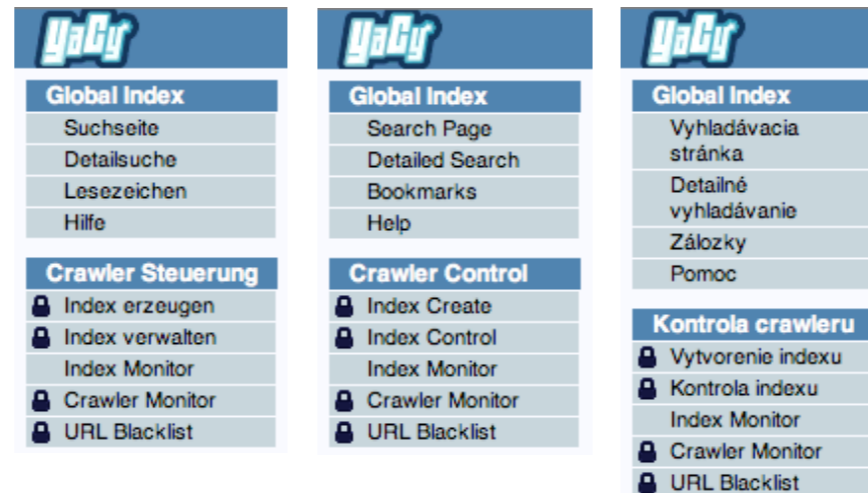 YaCy
Global Index
Suchseite
Detailsuche
Lesezeichen
Hilfe
Crawler Steuerung
Index erzeugen
Index verwalten
Index Monitor
Crawler Monitor
URL Blacklist
YaCy
Global Index
Search Page
Detailed Search
Bookmarks
Help
Crawler Control
Index Create
Index Control
Index Monitor
Crawler Monitor
URL Blacklist
YaCy
Global Index
Vyhladávacia
stránka
Detailné
vyhladávanie
Zálozky
Pomoc
Kontrola crawleru
Vytvorenie indexu
Kontrola indexu
Index Monitor
Crawler Monitor
URL Blacklist